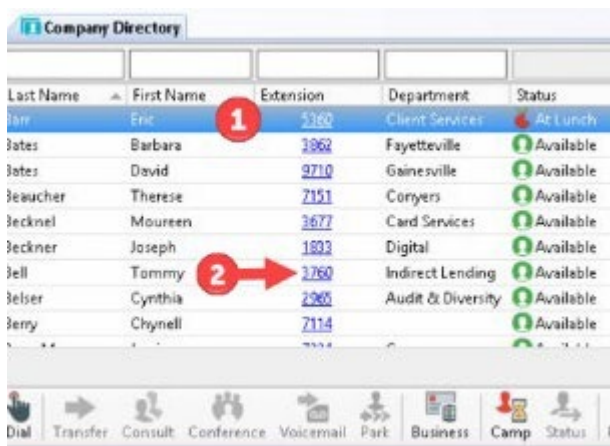 Company Directory
Last Name First Name Extension Department Status
Barr Eric 1 5360 Client Services At Lunch
Bates Barbara 3862 Fayetteville Available
Bates David 9710 Gainesville Available
Beaucher Therese 7151 Conyers Available
Becknel Moureen 3677 Card Services Available
Beckner Joseph 1833 Digital Available
Bell Tommy 2 3760 Indirect Lending Available
Belser Cynthia 2965 Audit & Diversity Available
Berry Chynell 7114 Available
Dial Transfer Consult Conference Voicemail Park Business Camp Status